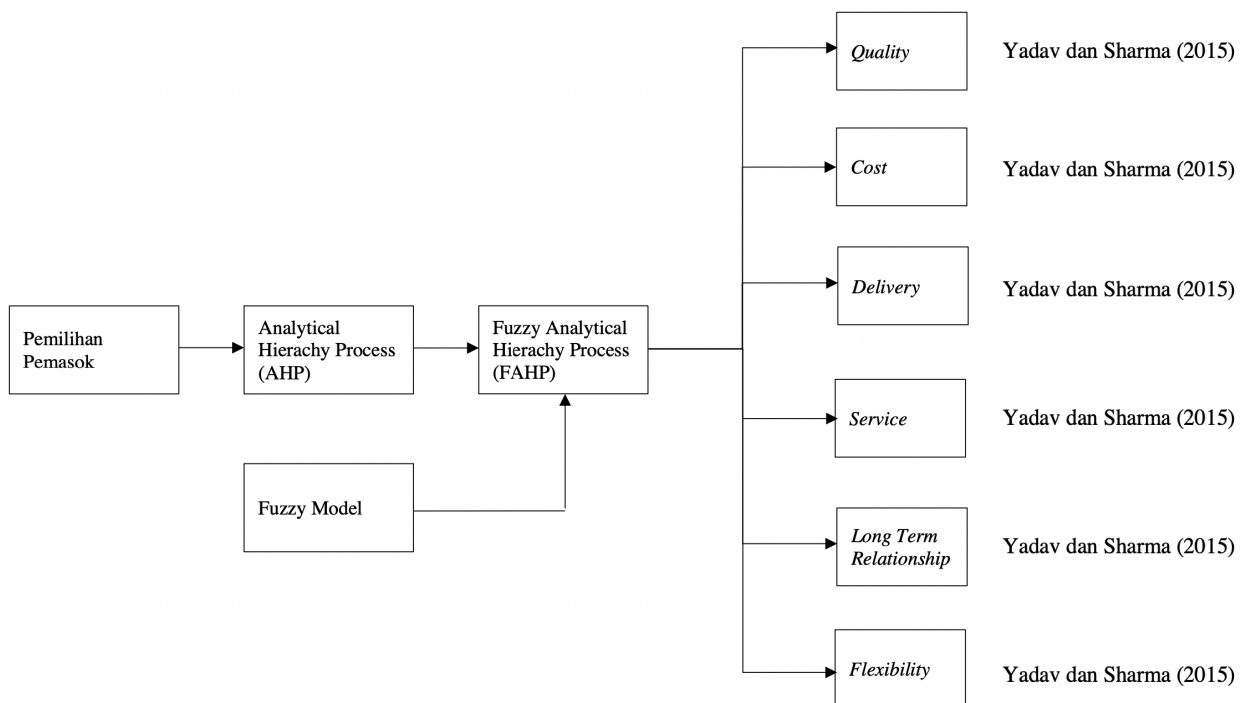 Quality
Yadav dan Sharma (2015)
Cost
Yadav dan Sharma (2015)
Delivery
Yadav dan Sharma (2015)
Pemilihan
Pemasok
Analytical
Hierachy Process
(AHP)
Fuzzy Analytical
Hierachy Process
(FAHP)
Service
Yadav dan Sharma (2015)
Fuzzy Model
Long Term
Relationship
Yadav dan Sharma (2015)
Flexibility
Yadav dan Sharma (2015)